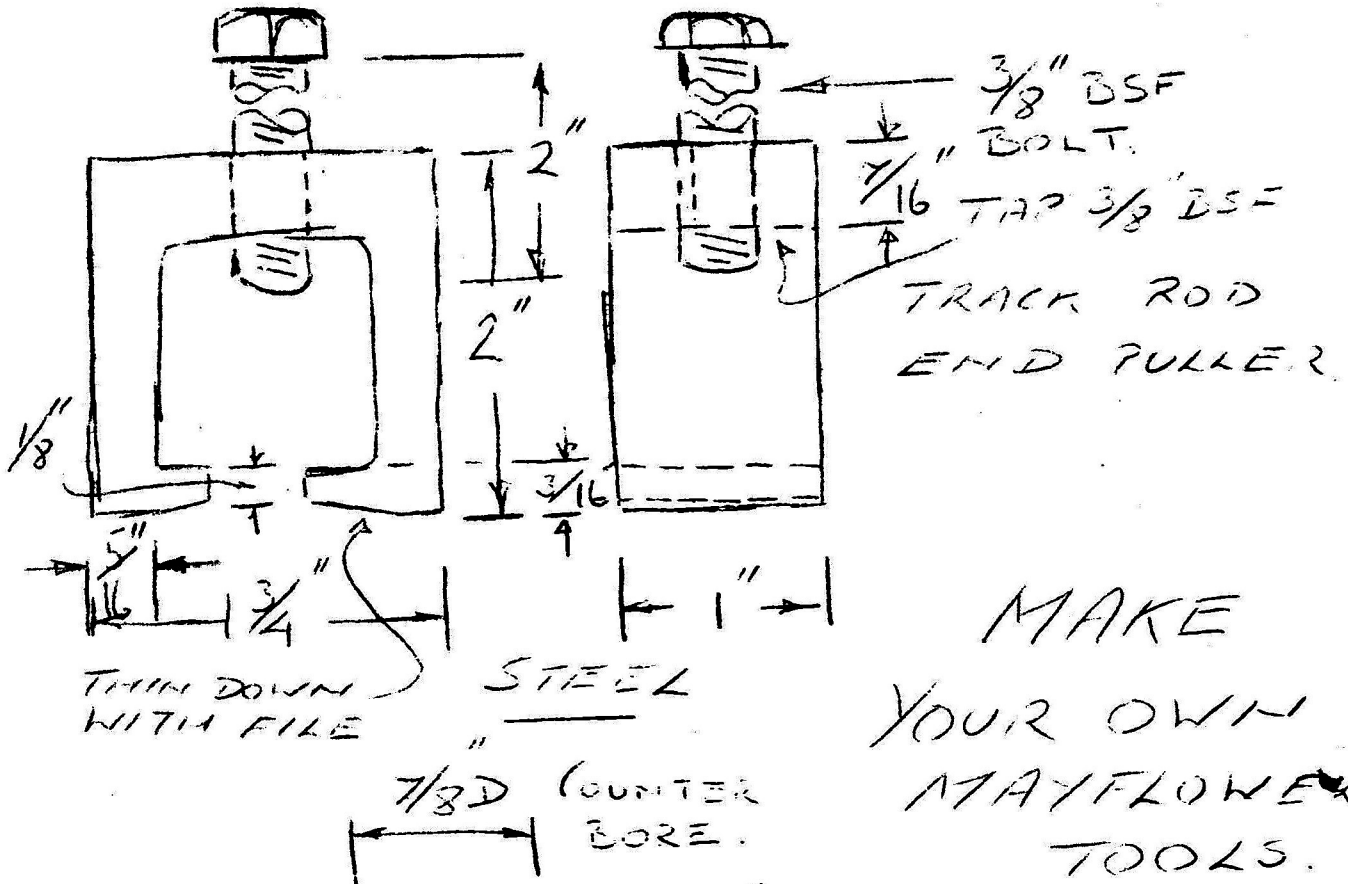 3/8" BSF
BOLT.
2"
7/16"
TAP 3/8" BSF
TRACK ROD
END PULLER
2"
1/8"
3/16
5/16"
3/4"
1"
THIN DOWN
WITH FILE
STEEL
7/8"D COUNTER
BORE.
MAKE
YOUR OWN
MAYFLOWER
TOOLS.